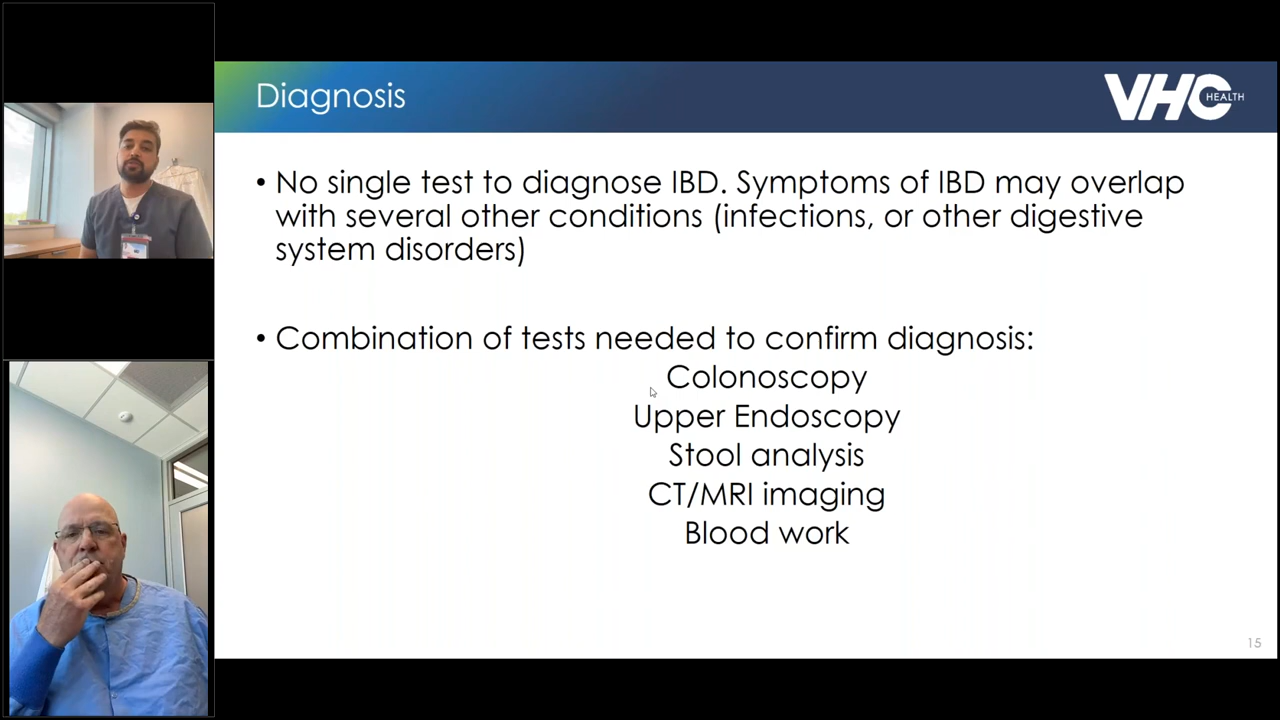 Diagnosis
VHC HEALTH
• No single test to diagnose IBD. Symptoms of IBD may overlap
with several other conditions (infections, or other digestive
system disorders)
• Combination of tests needed to confirm diagnosis:
Colonoscopy
Upper Endoscopy
Stool analysis
CT/MRI imaging
Blood work
15